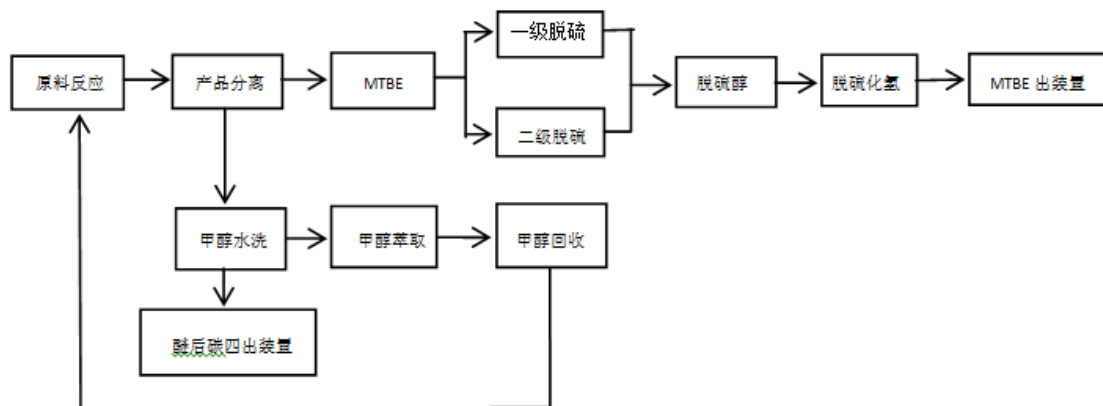 一级脱硫
原料反应
产品分离
MTBE
脱硫醇
脱硫化氢
MTBE 出装置
二级脱硫
甲醇水洗
甲醇萃取
甲醇回收
醚后碳四出装置